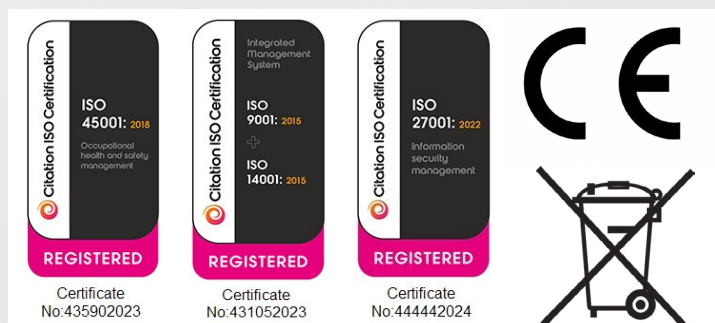 Citation ISO Certification
ISO
45001: 2018
Occupational
health and safety
management
REGISTERED
Certificate
No:435902023
Citation ISO Certification
Integrated
Management
System
ISO
9001: 2015
+
ISO
14001: 2015
REGISTERED
Certificate
No:431052023
Citation ISO Certification
ISO
27001: 2022
Information
security
management
REGISTERED
Certificate
No:444442024
CE